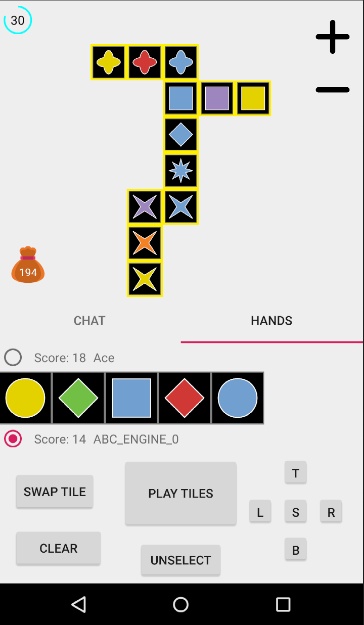 30
194
CHAT HANDS
Score: 18 Ace
Score: 14 ABC_ENGINE_0
SWAP TILE
PLAY TILES
T
L S R
CLEAR
UNSELECT
B